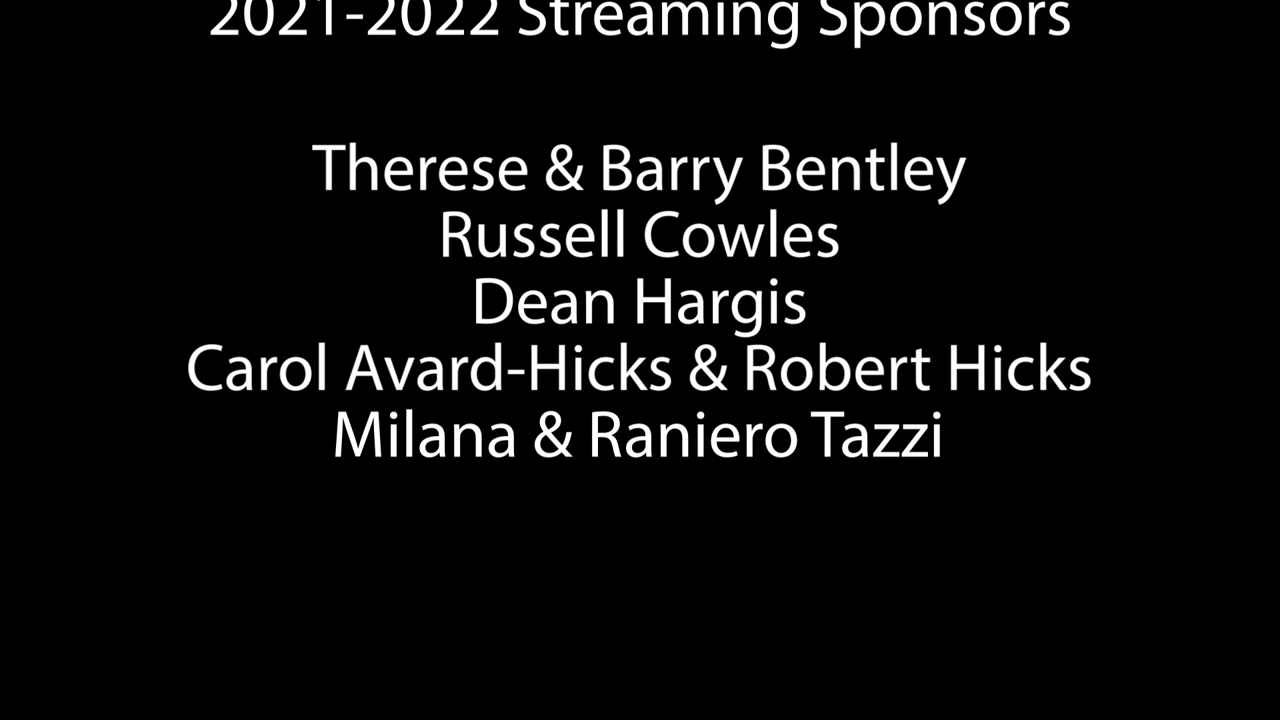 2021-2022 Streaming Sponsors
Therese & Barry Bentley
Russell Cowles
Dean Hargis
Carol Avard-Hicks & Robert Hicks
Milana & Raniero Tazzi